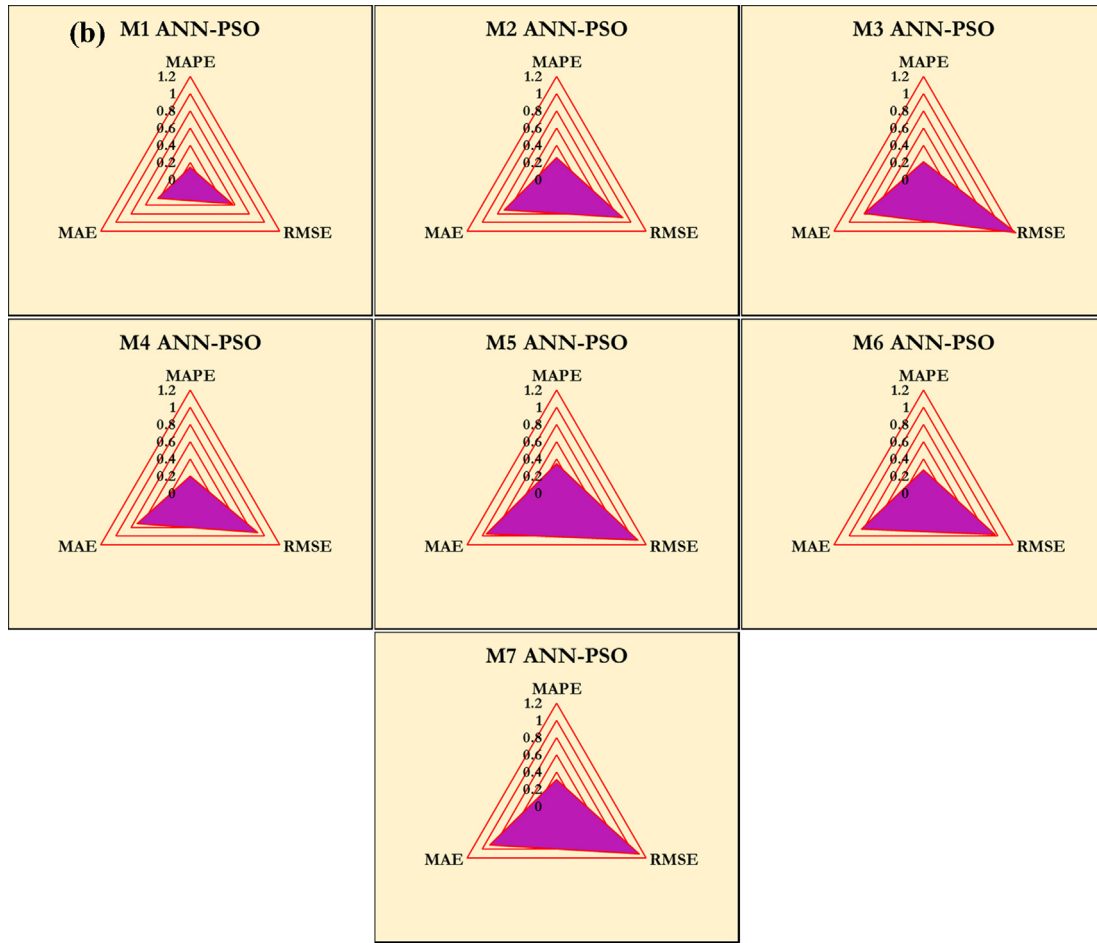 (b) M1 ANN-PSO
MAPE
1.2
1
0.8
0.6
0.4
0.2
0
MAE
RMSE
M2 ANN-PSO
MAPE
1.2
1
0.8
0.6
0.4
0.2
0
MAE
RMSE
M3 ANN-PSO
MAPE
1.2
1
0.8
0.6
0.4
0.2
0
MAE
RMSE
M4 ANN-PSO
MAPE
1.2
1
0.8
0.6
0.4
0.2
0
MAE
RMSE
M5 ANN-PSO
MAPE
1.2
1
0.8
0.6
0.4
0.2
0
MAE
RMSE
M6 ANN-PSO
MAPE
1.2
1
0.8
0.6
0.4
0.2
0
MAE
RMSE
M7 ANN-PSO
MAPE
1.2
1
0.8
0.6
0.4
0.2
0
MAE
RMSE